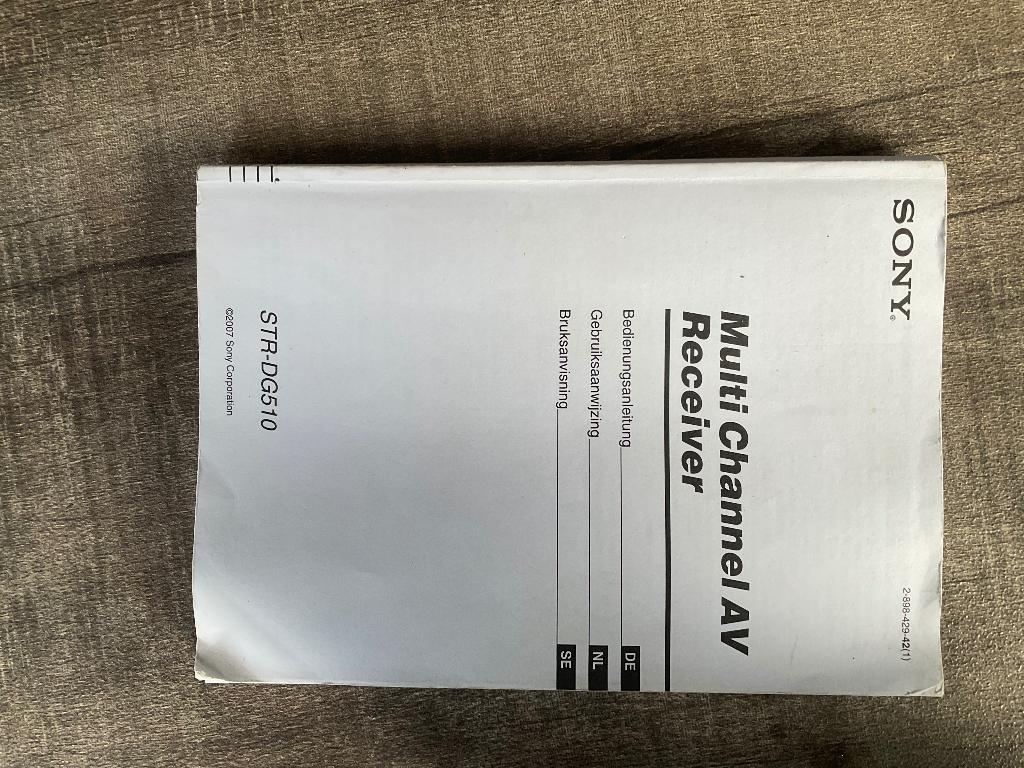 SONY®
2-898-429-42(1)
Multi Channel AV
Receiver
Bedienungsanleitung DE
Gebruiksaanwijzing NL
Bruksanvisning SE
STR-DG510
©2007 Sony Corporation